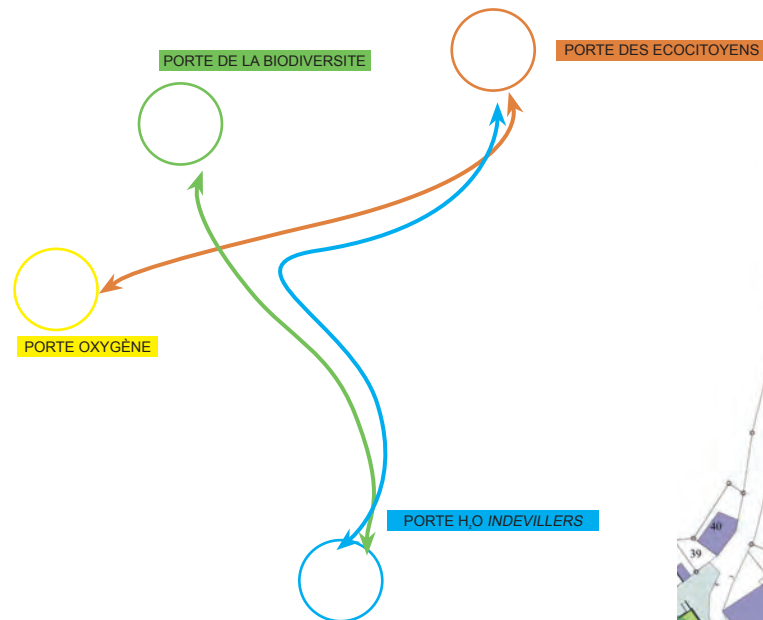 PORTE DES ECOCITOYENS
PORTE DE LA BIODIVERSITE
PORTE OXYGÈNE
PORTE H₂O INDEVILLERS
40
39